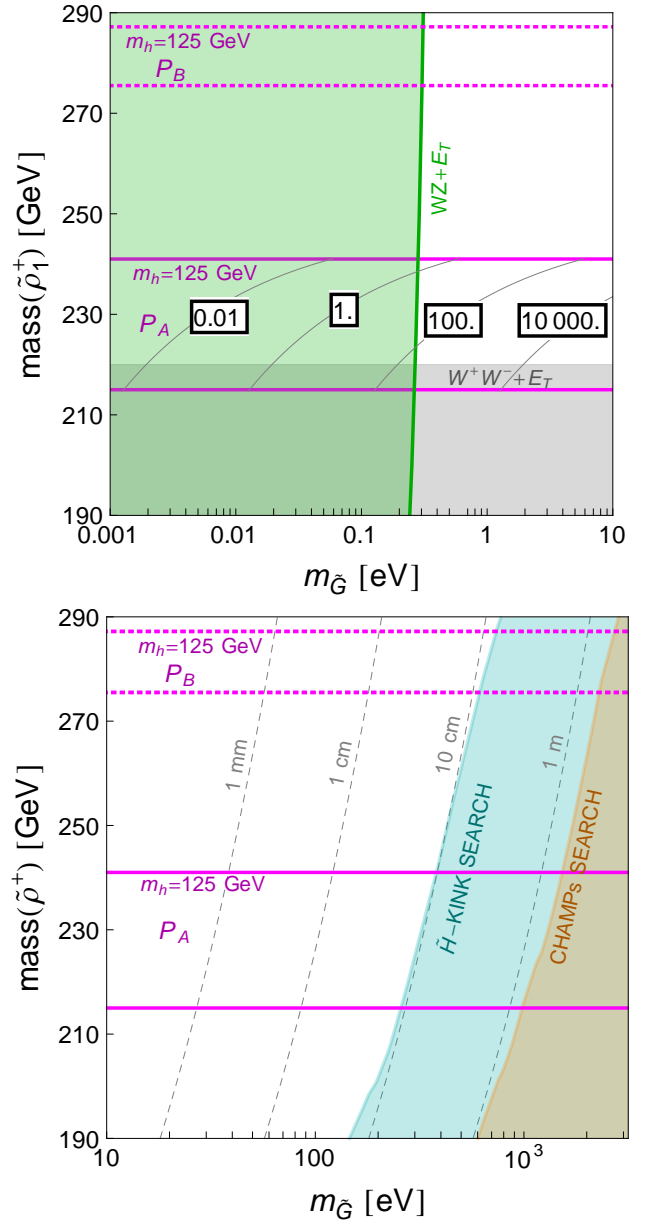 290
270
250
230
210
190
mass(ρ̃₁⁺) [GeV]
m_h=125 GeV
P_B
WZ+E_T
m_h=125 GeV
P_A
0.01
1.
100.
10 000.
W⁺W⁻+E_T
0.001
0.01
0.1
1
10
m_G̃ [eV]
290
270
250
230
210
190
mass(ρ̃⁺) [GeV]
m_h=125 GeV
P_B
1 mm
1 cm
10 cm
1 m
H̃-KINK SEARCH
CHAMPs SEARCH
m_h=125 GeV
P_A
10
100
10³
m_G̃ [eV]